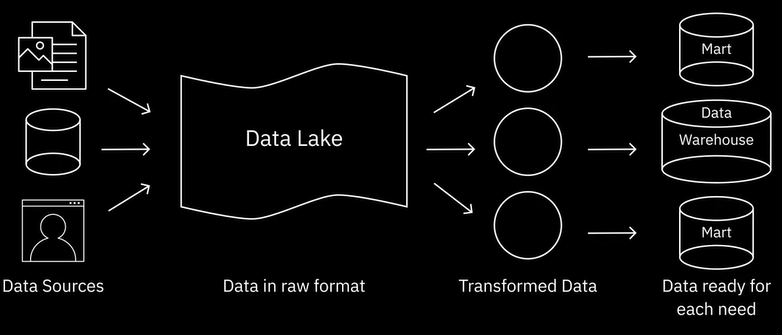 Mart
Data
Warehouse
Data Lake
Mart
Data Sources
Data in raw format
Transformed Data
Data ready for
each need